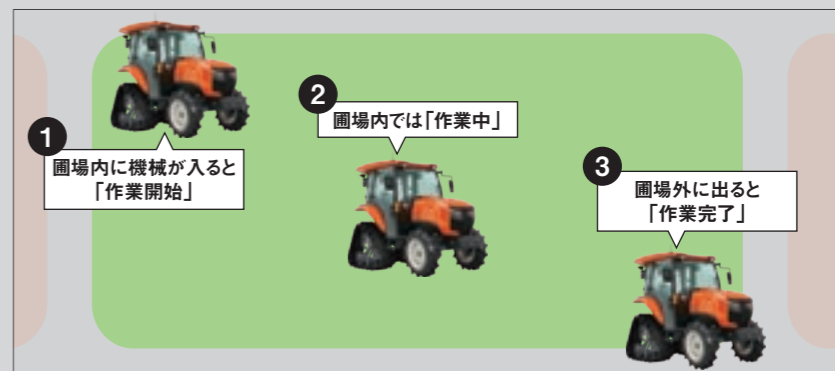 1
圃場内に機械が入ると
「作業開始」
2
圃場内では「作業中」
3
圃場外に出ると
「作業完了」